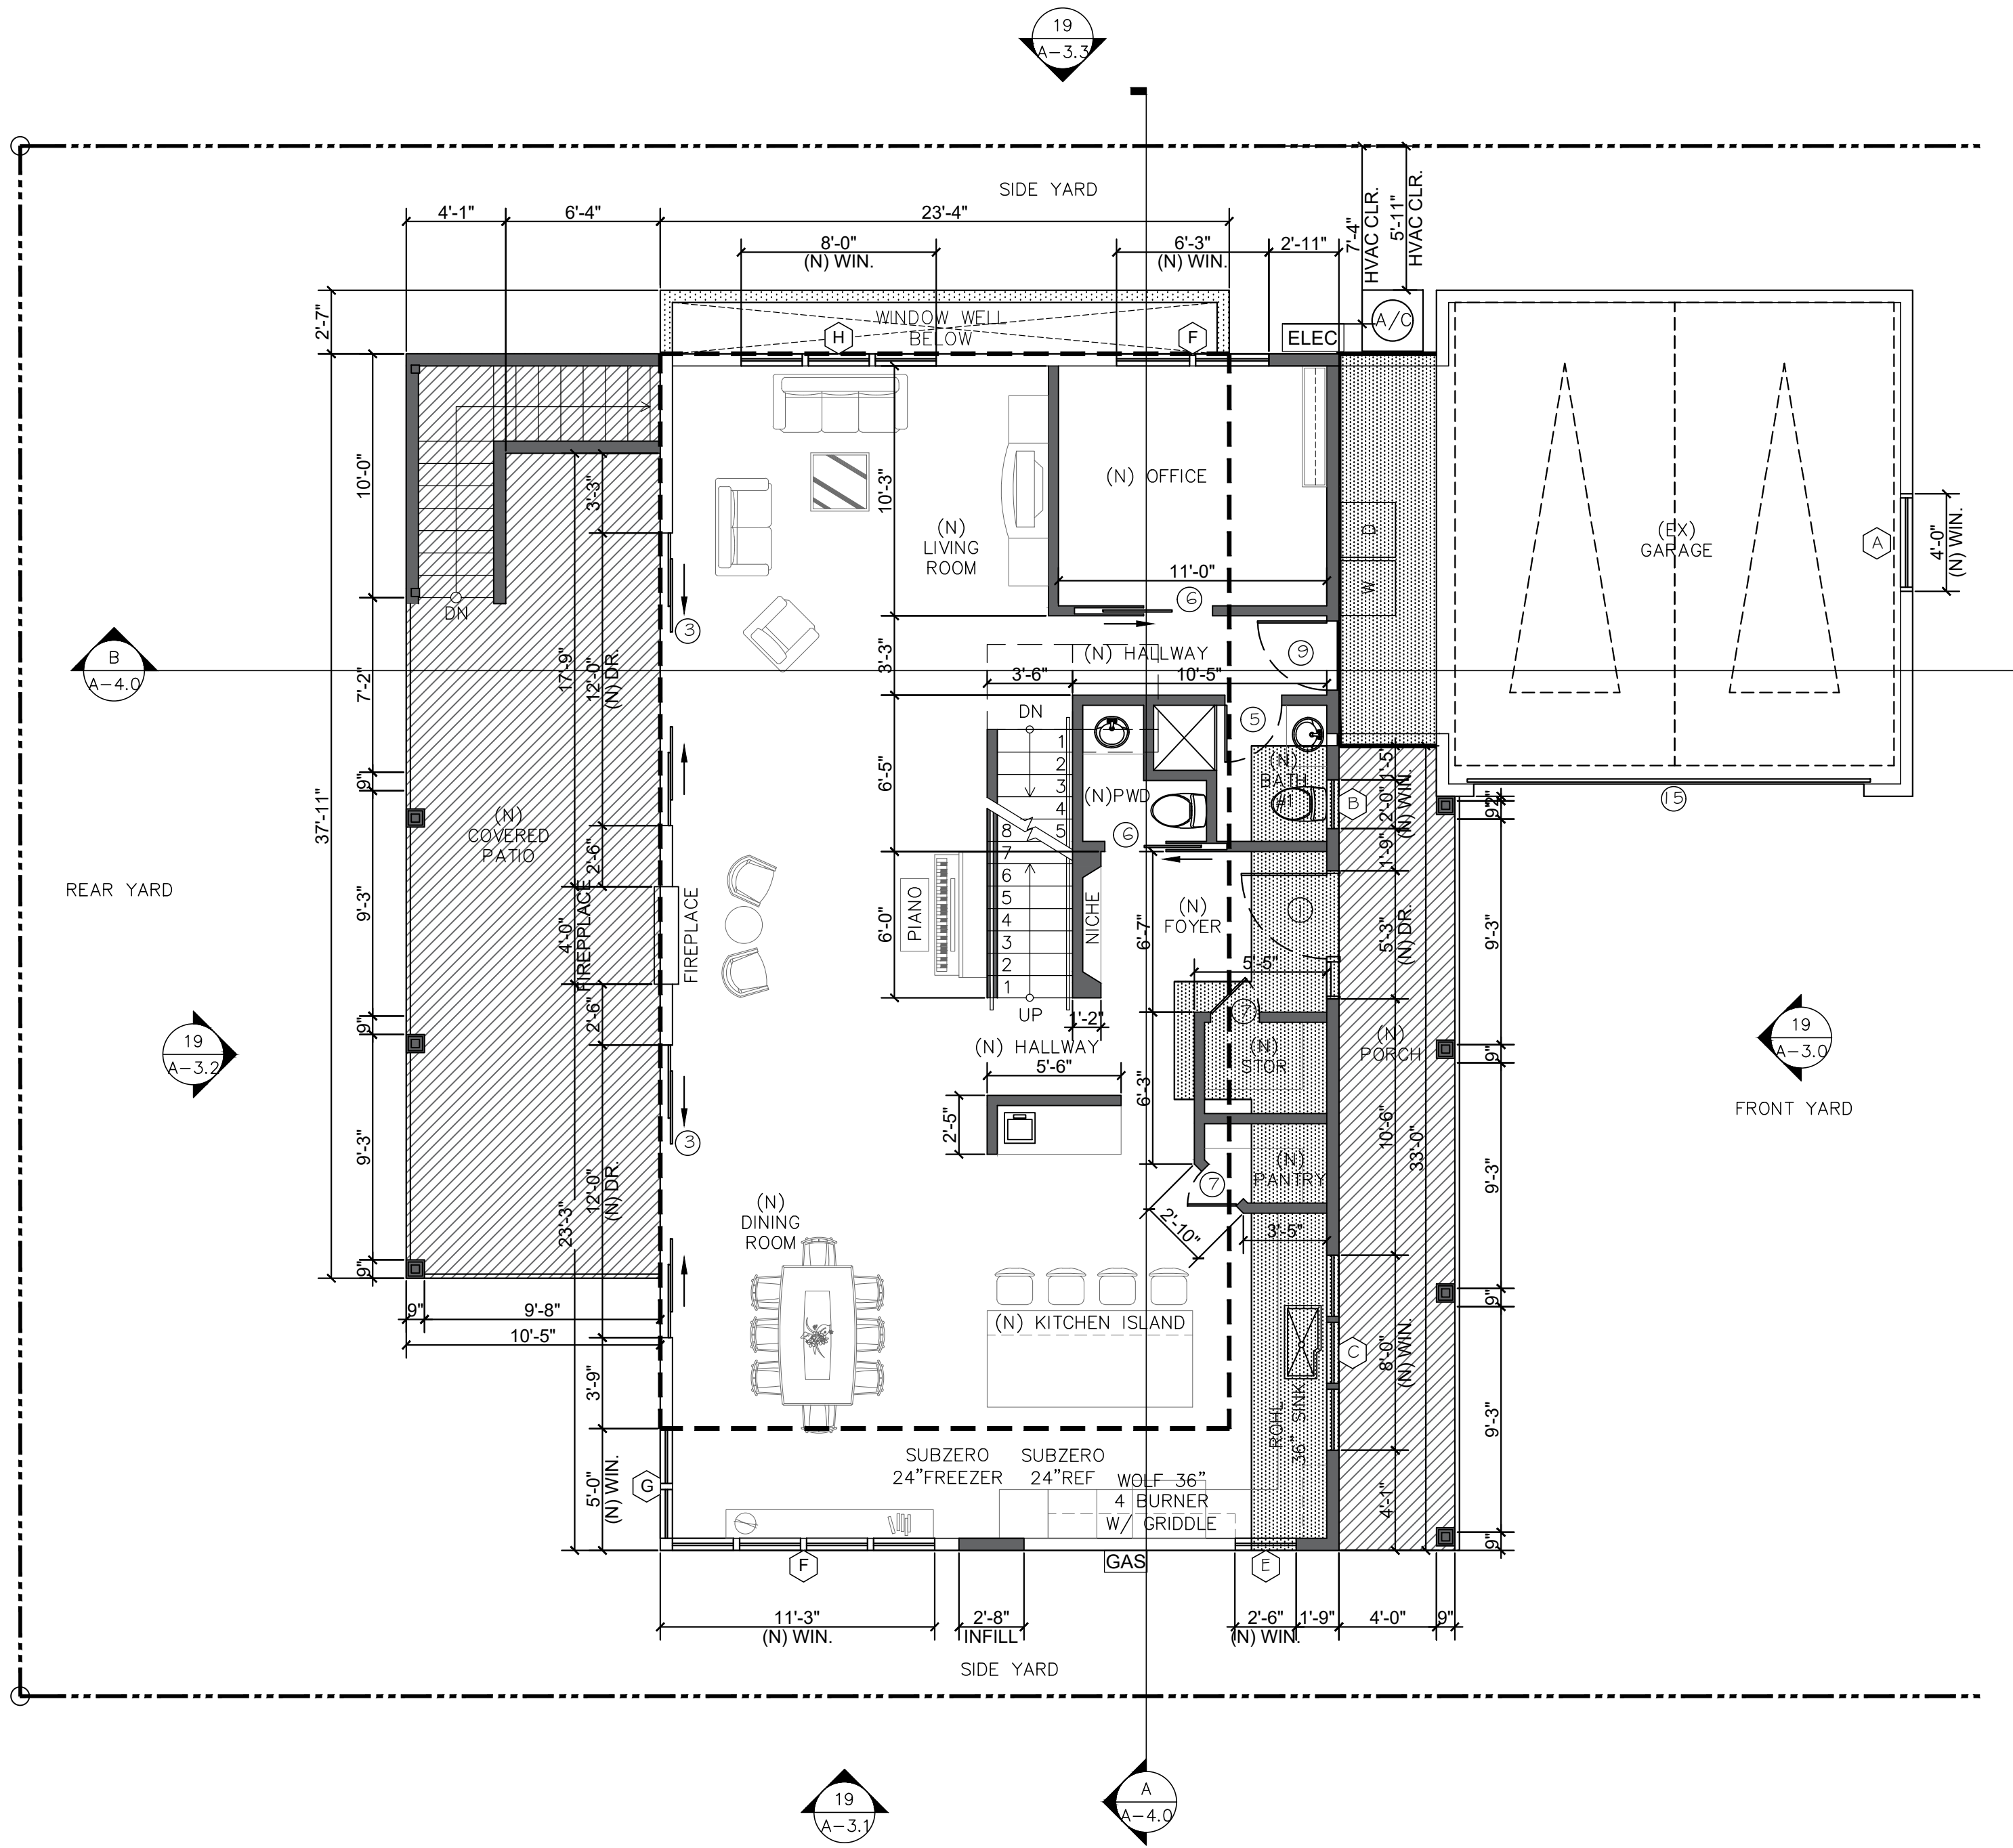 19
A-3.3
SIDE YARD
4'-1"
6'-4"
23'-4"
8'-0"
(N) WIN.
6'-3"
(N) WIN.
2'-11"
7'-4"
HVAC CLR.
5'-11"
HVAC CLR.
2'-7"
WINDOW WELL
BELOW
H
F
ELEC
A/C
10'-0"
37'-11"
3'-3"
10'-3"
(N) OFFICE
(N)
LIVING
ROOM
D
W
(EX)
GARAGE
A
4'-0"
(N) WIN.
11'-0"
6
DN
3
B
A-4.0
7'-2"
17'-9"
12'-0"
(N) DR.
3'-3"
(N) HALLWAY
9
3'-6"
10'-5"
DN
5
1
2
3
4
5
8
7
6
5
4
3
2
1
6'-5"
(N)PWD
6
(N)
BATH
#1
1'-5"
2'-0"
(N) WIN.
1'-9"
B
15
2"
9"
9"
(N)
COVERED
PATIO
2'-6"
REAR YARD
9'-3"
4'-0"
FIREPPLACE
FIREPLACE
PIANO
6'-0"
NICHE
(N)
FOYER
6'-7"
5'-3"
(N) DR.
9'-3"
5'-5"
UP
1'-2"
7
9"
19
A-3.2
2'-6"
(N) HALLWAY
5'-6"
(N)
STOR
(N)
PORCH
9"
19
A-3.0
FRONT YARD
2'-5"
6'-3"
10'-6"
33'-0"
9'-3"
3
9'-3"
12'-0"
(N) DR.
23'-3"
(N)
PANTRY
7
2'-10"
3'-5"
(N)
DINING
ROOM
9"
9"
9"
9'-8"
10'-5"
(N) KITCHEN ISLAND
C
8'-0"
(N) WIN.
3'-9"
ROHL
36" SINK
9'-3"
SUBZERO
24"FREEZER
SUBZERO
24"REF
WOLF 36"
4 BURNER
W/ GRIDDLE
G
5'-0"
(N) WIN.
4'-1"
9"
F
GAS
E
11'-3"
(N) WIN.
2'-8"
INFILL
2'-6"
(N) WIN.
1'-9"
4'-0"
9"
SIDE YARD
19
A-3.1
A
A-4.0